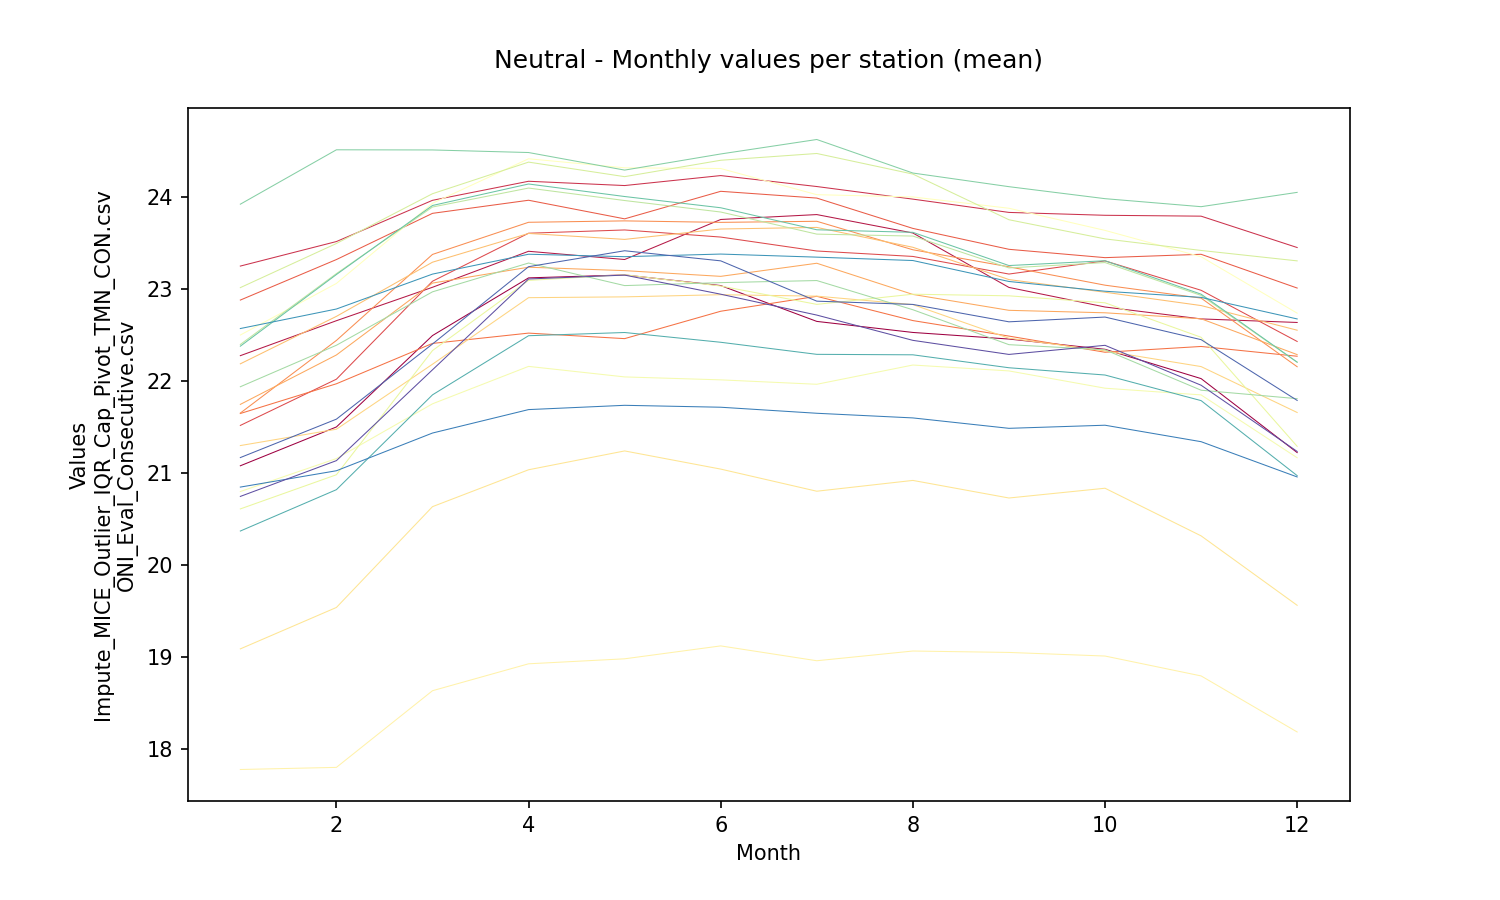 Neutral - Monthly values per station (mean)
Values
Impute_MICE_Outlier_IQR_Cap_Pivot_TMN_CON.csv
ONI_Eval_Consecutive.csv
24
23
22
21
20
19
18
2 4 6 8 10 12
Month